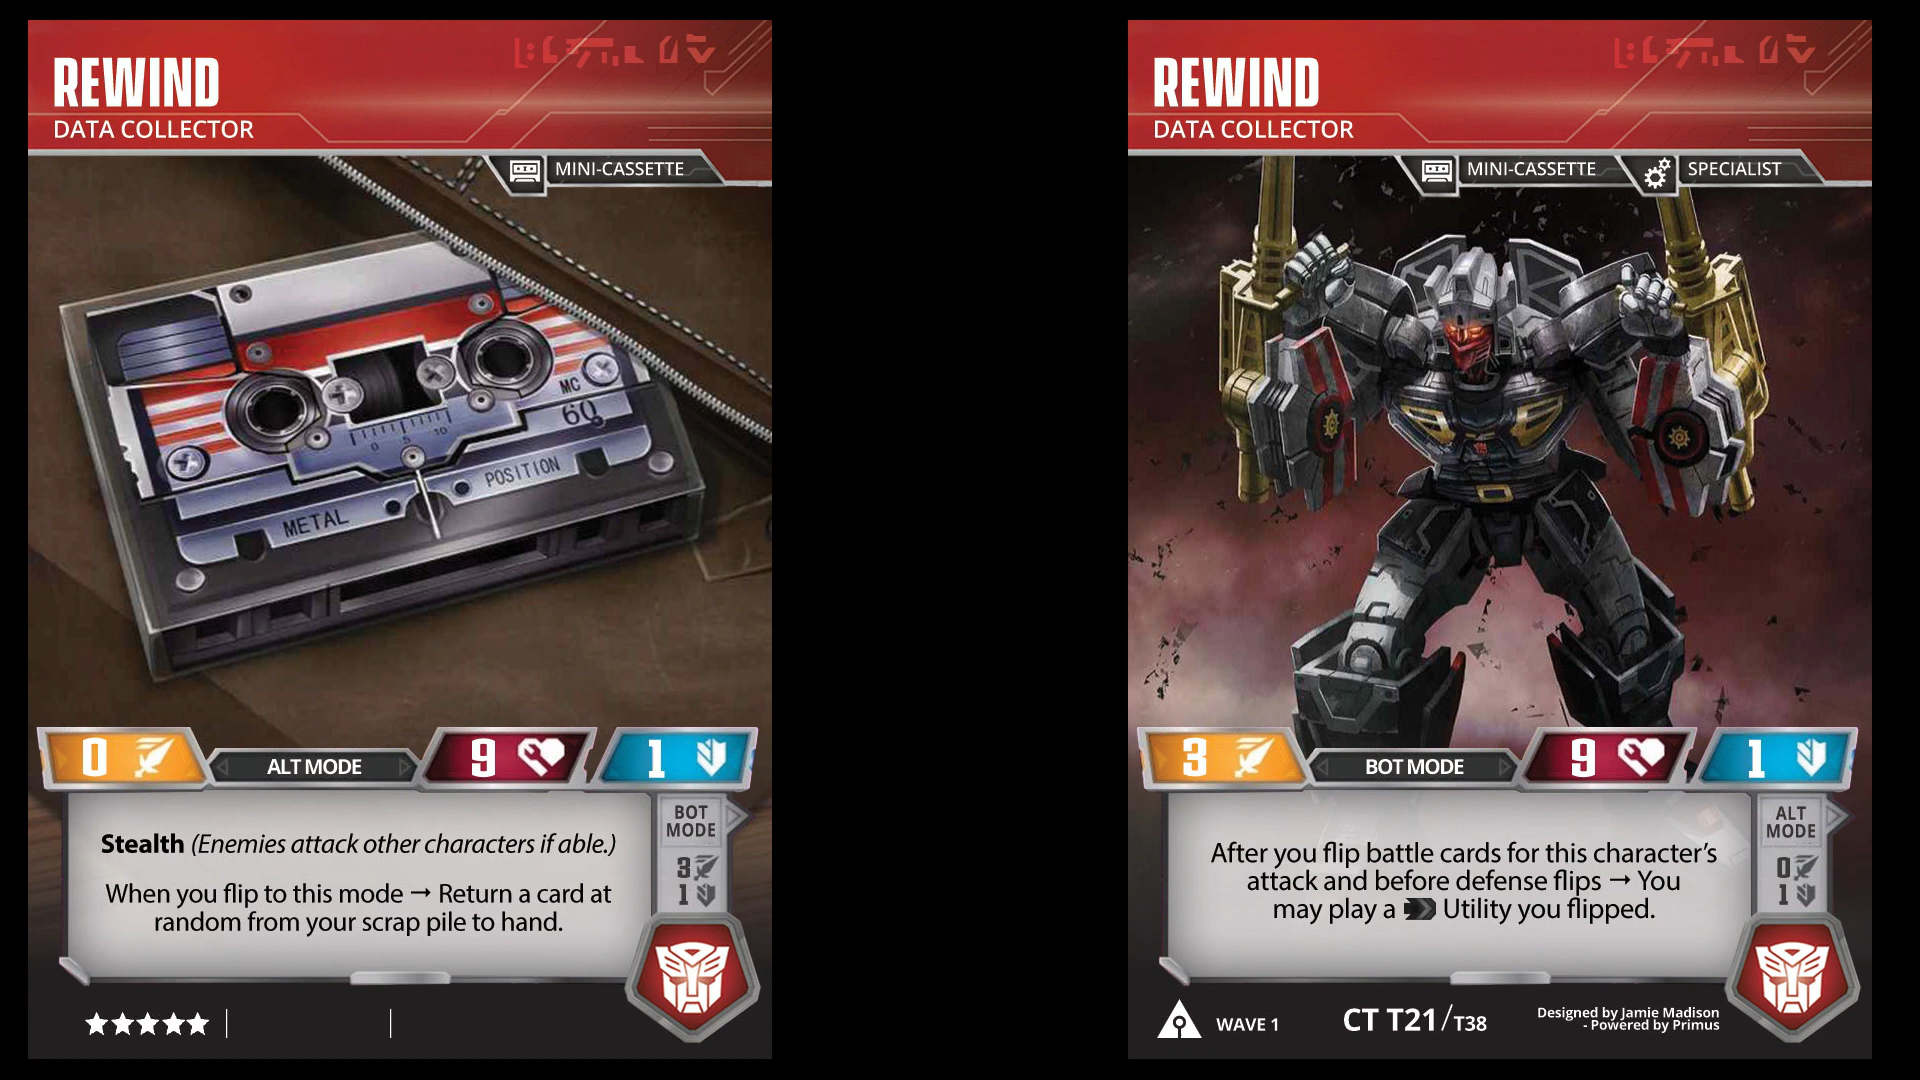 REWIND
DATA COLLECTOR
MINI-CASSETTE
MC
60
0 5 10
POSITION
METAL
0
ALT MODE
9
1
BOT
MODE
3
1
Stealth (Enemies attack other characters if able.)
When you flip to this mode → Return a card at
random from your scrap pile to hand.
REWIND
DATA COLLECTOR
MINI-CASSETTE
SPECIALIST
3
BOT MODE
9
1
ALT
MODE
0
1
After you flip battle cards for this character's
attack and before defense flips → You
may play a Utility you flipped.
WAVE 1
CT T21/T38
Designed by Jamie Madison
- Powered by Primus